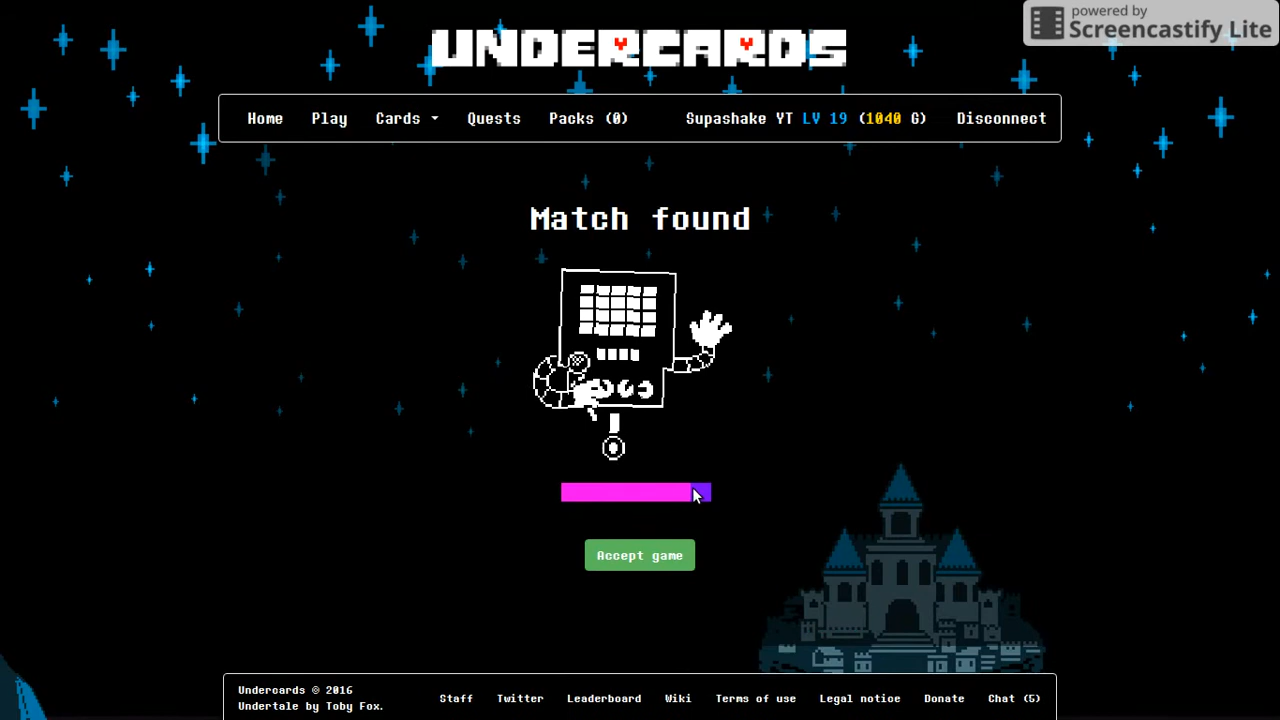 powered by
Screencastify Lite
UNDERCARDS
Home Play Cards Quests Packs (0) Supashake YT LV 19 (1040 G) Disconnect
Match found
Accept game
Undercards © 2016
Undertale by Toby Fox.
Staff Twitter Leaderboard Wiki Terms of use Legal notice Donate Chat (5)